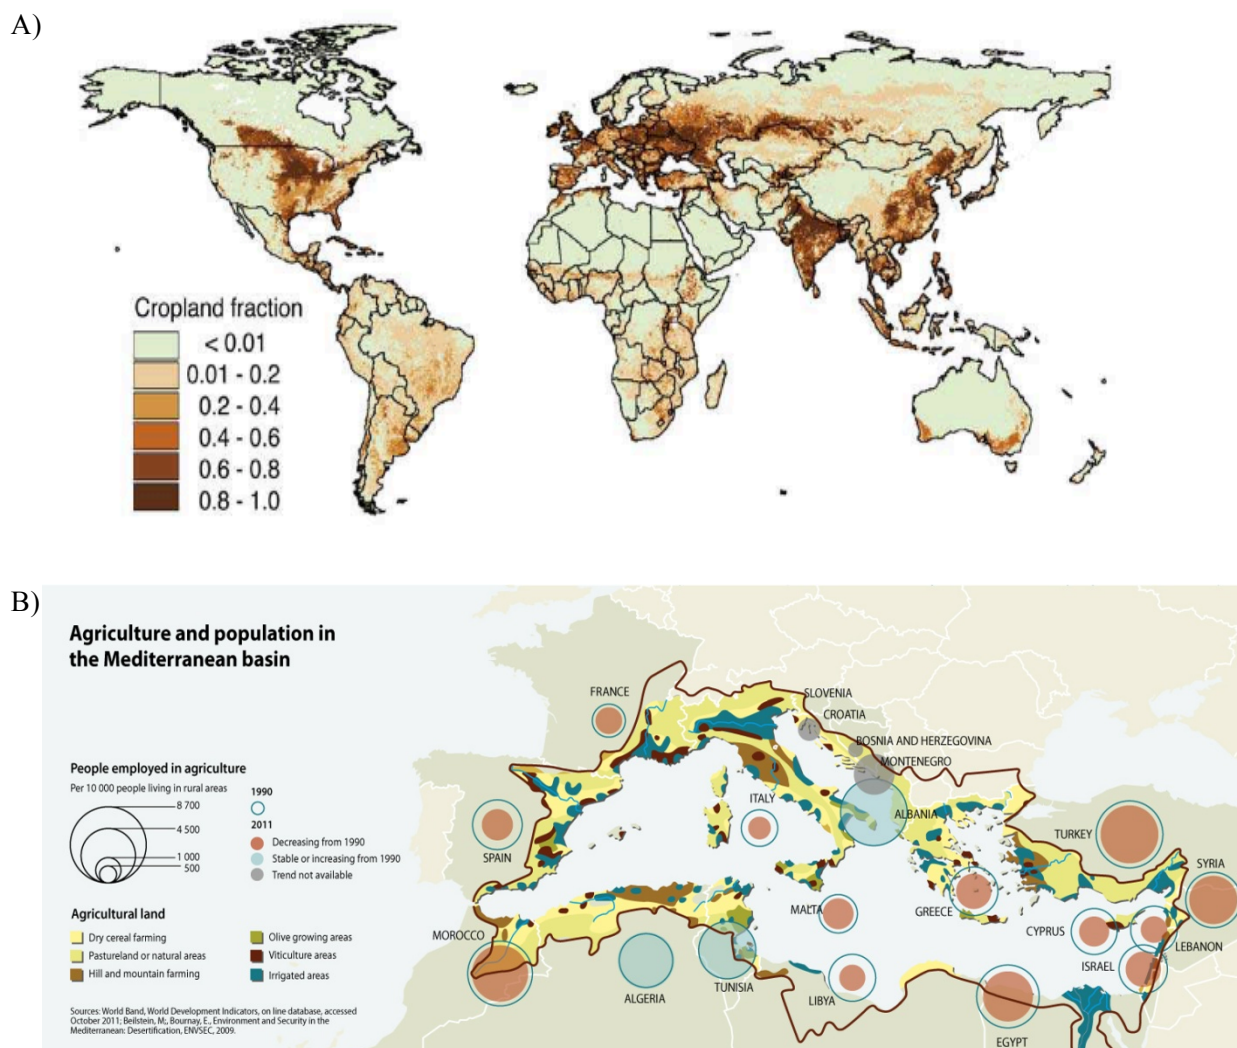 A)
Cropland fraction
< 0.01
0.01 - 0.2
0.2 - 0.4
0.4 - 0.6
0.6 - 0.8
0.8 - 1.0
B)
Agriculture and population in
the Mediterranean basin
People employed in agriculture
Per 10 000 people living in rural areas
8 700
4 500
1 000
500
1990
2011
Decreasing from 1990
Stable or increasing from 1990
Trend not available
Agricultural land
Dry cereal farming
Pastureland or natural areas
Hill and mountain farming
Olive growing areas
Viticulture areas
Irrigated areas
Sources: World Band, World Development Indicators, on line database, accessed
October 2011; Beilstein, M;, Bournay, E., Environment and Security in the
Mediterranean: Desertification, ENVSEC, 2009.
FRANCE
SLOVENIA
CROATIA
BOSNIA AND HERZEGOVINA
MONTENEGRO
ITALY
ALBANIA
SPAIN
TURKEY
SYRIA
MALTA
GREECE
CYPRUS
LEBANON
MOROCCO
ISRAEL
ALGERIA
TUNISIA
LIBYA
EGYPT